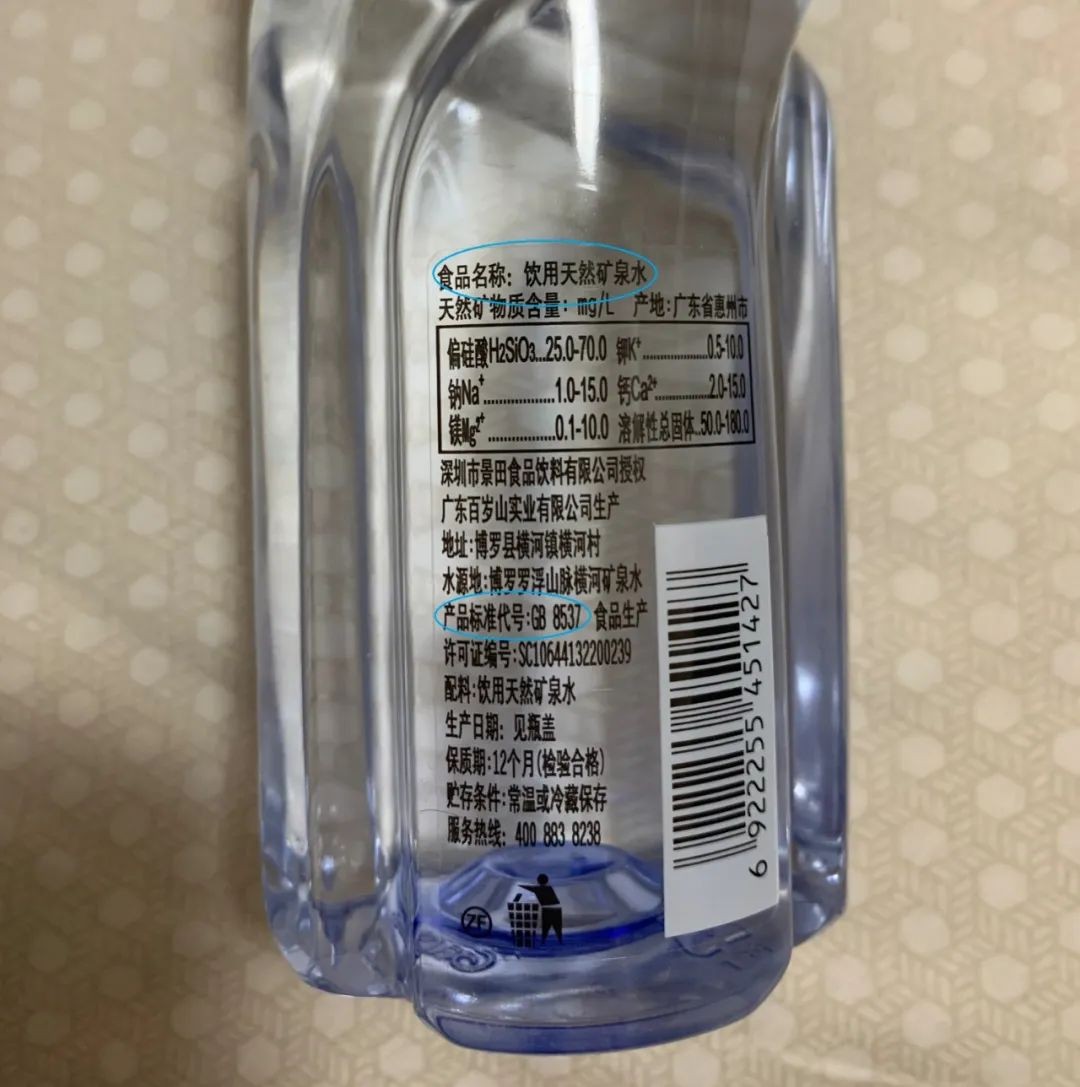 食品名称：饮用天然矿泉水
天然矿物质含量：mg/L 产地:广东省惠州市
偏硅酸H₂SiO₃...25.0-70.0 钾K⁺....................0.5-10.0
钠Na⁺..................1.0-15.0 钙Ca²⁺.................2.0-15.0
镁Mg²⁺.................0.1-10.0 溶解性总固体..50.0-180.0
深圳市景田食品饮料有限公司授权
广东百岁山实业有限公司生产
地址:博罗县横河镇横河村
水源地:博罗罗浮山脉横河矿泉水
产品标准代号:GB 8537 食品生产
许可证编号:SC10644132200239
配料:饮用天然矿泉水
生产日期：见瓶盖
保质期:12个月(检验合格)
贮存条件:常温或冷藏保存
服务热线：400 883 8238
ZF
6 922255 451427